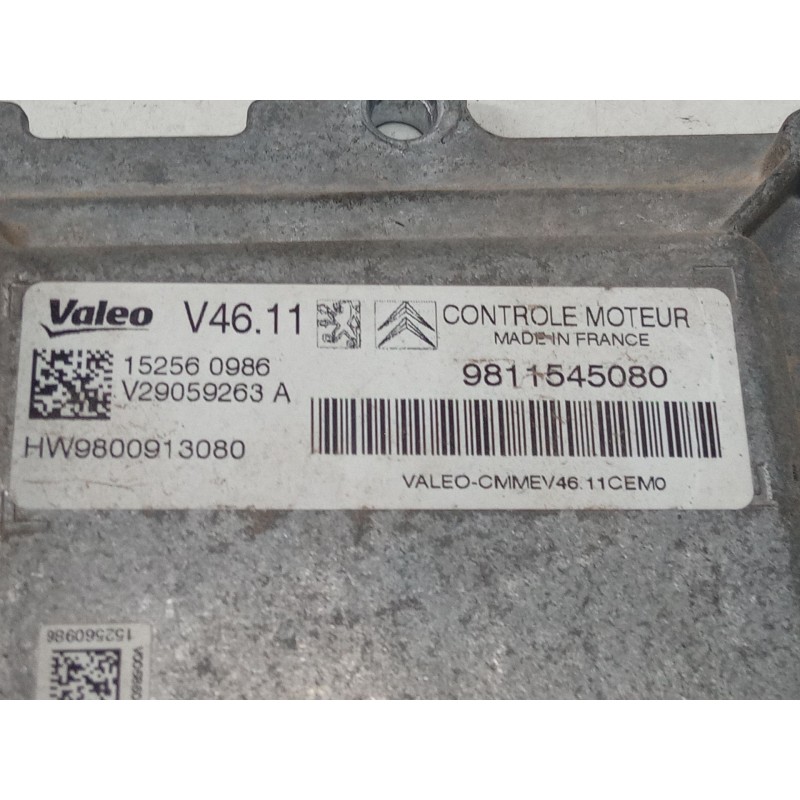 Valeo V46.11 CONTROLE MOTEUR
MADE IN FRANCE
15256 0986
V29059263 A
9811545080
HW9800913080
VALEO-CMMEV46.11CEM0
152560986